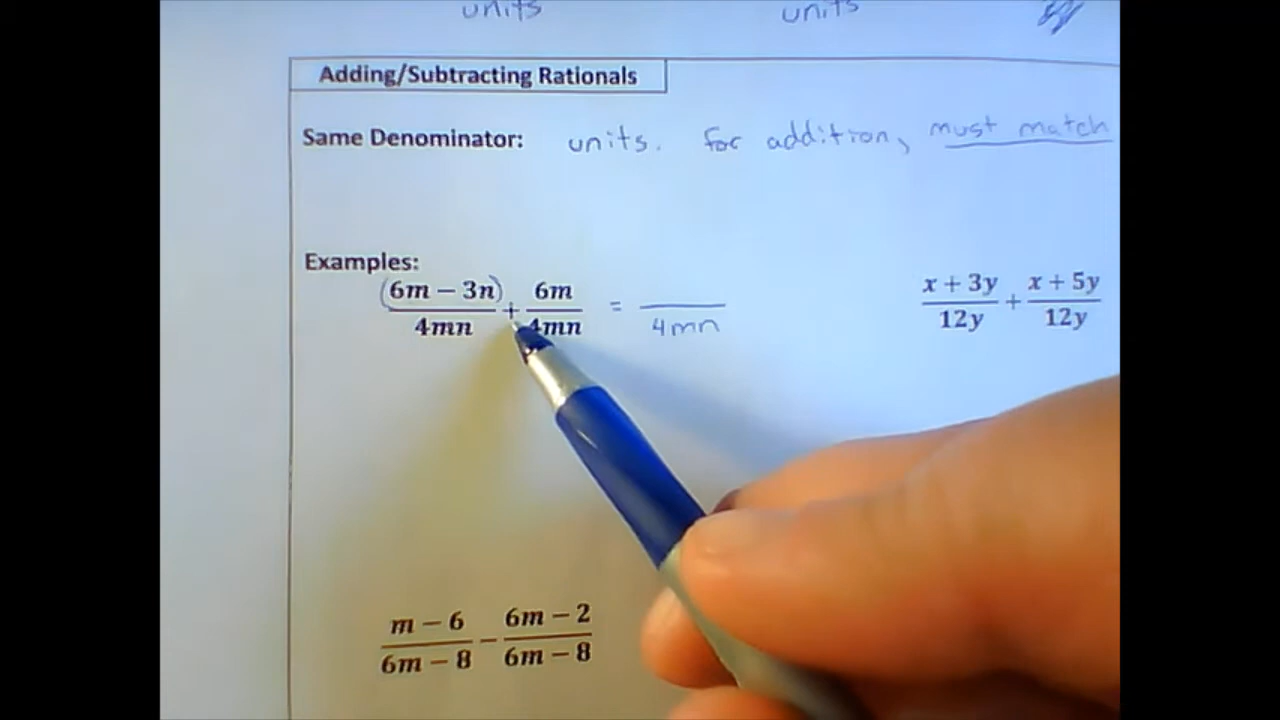 units units
Adding/Subtracting Rationals
Same Denominator: units. for addition, must match
Examples:
(6m − 3n) / 4mn + 6m / 4mn = / 4mn
x + 3y / 12y + x + 5y / 12y
m − 6 / 6m − 8 − 6m − 2 / 6m − 8